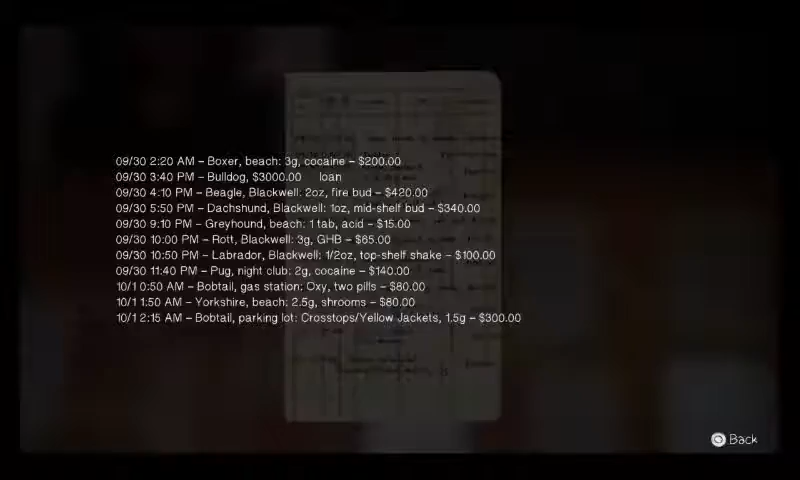 09/30 2:20 AM – Boxer, beach: 3g, cocaine – $200.00
09/30 3:40 PM – Bulldog, $3000.00 loan
09/30 4:10 PM – Beagle, Blackwell: 2oz, fire bud – $420.00
09/30 5:50 PM – Dachshund, Blackwell: 1oz, mid-shelf bud – $340.00
09/30 9:10 PM – Greyhound, beach: 1 tab, acid – $15.00
09/30 10:00 PM – Rott, Blackwell: 3g, GHB – $65.00
09/30 10:50 PM – Labrador, Blackwell: 1/2oz, top-shelf shake – $100.00
09/30 11:40 PM – Pug, night club: 2g, cocaine – $140.00
10/1 0:50 AM – Bobtail, gas station: Oxy, two pills – $80.00
10/1 1:50 AM – Yorkshire, beach: 2.5g, shrooms – $80.00
10/1 2:15 AM – Bobtail, parking lot: Crosstops/Yellow Jackets, 1.5g – $300.00
Back